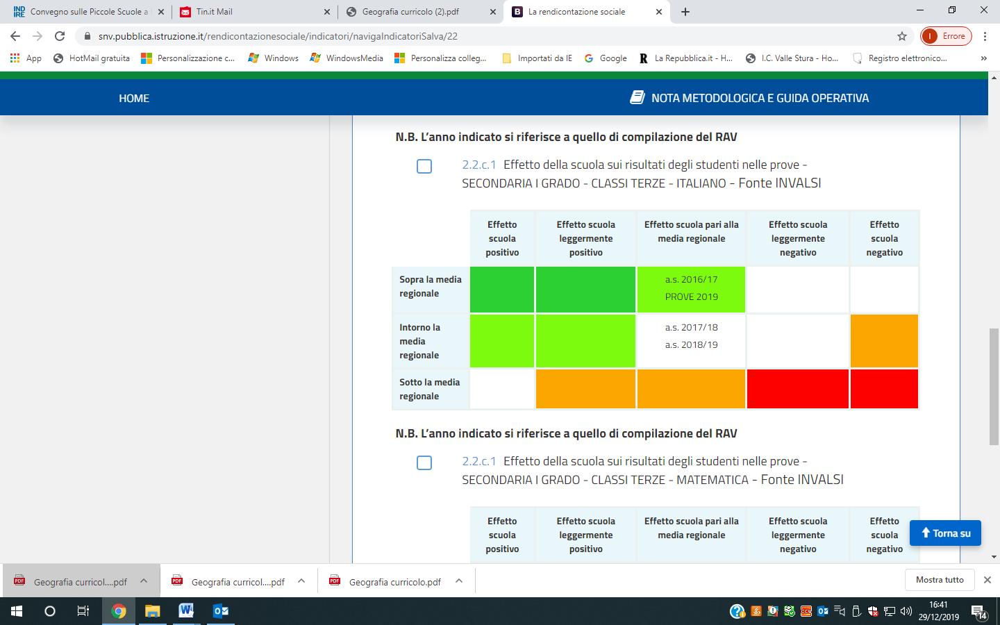 Convegno sulle Piccole Scuole a
Tin.it Mail
Geografia curricolo (2).pdf
La rendicontazione sociale
snv.pubblica.istruzione.it/rendicontazionesociale/indicatori/navigaIndicatoriSalva/22
I Errore
App
HotMail gratuita
Personalizzazione c...
Windows
WindowsMedia
Personalizza colleg...
Importati da IE
Google
La Repubblica.it - H...
I.C. Valle Stura - Ho...
Registro elettronico...
HOME
NOTA METODOLOGICA E GUIDA OPERATIVA
N.B. L'anno indicato si riferisce a quello di compilazione del RAV
2.2.c.1 Effetto della scuola sui risultati degli studenti nelle prove -
SECONDARIA I GRADO - CLASSI TERZE - ITALIANO - Fonte INVALSI
Effetto
scuola
positivo
Effetto scuola
leggermente
positivo
Effetto scuola pari alla
media regionale
Effetto scuola
leggermente
negativo
Effetto
scuola
negativo
Sopra la media
regionale
a.s. 2016/17
PROVE 2019
Intorno la
media
regionale
a.s. 2017/18
a.s. 2018/19
Sotto la media
regionale
N.B. L'anno indicato si riferisce a quello di compilazione del RAV
2.2.c.1 Effetto della scuola sui risultati degli studenti nelle prove -
SECONDARIA I GRADO - CLASSI TERZE - MATEMATICA - Fonte INVALSI
Effetto
scuola
positivo
Effetto scuola
leggermente
positivo
Effetto scuola pari alla
media regionale
Effetto scuola
leggermente
negativo
Effetto
scuola
negativo
Torna su
Geografia curricol....pdf
Geografia curricol....pdf
Geografia curricolo.pdf
Mostra tutto
16:41
29/12/2019
14